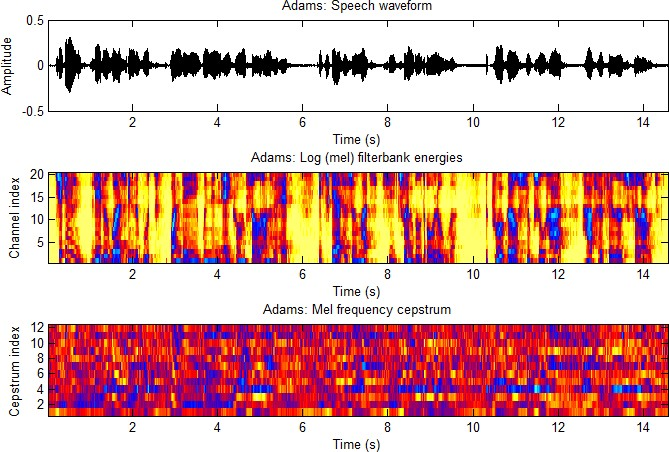 Adams: Speech waveform
0.5
0
-0.5
Amplitude
2 4 6 8 10 12 14
Time (s)
Adams: Log (mel) filterbank energies
20
15
10
5
Channel index
2 4 6 8 10 12 14
Time (s)
Adams: Mel frequency cepstrum
12
10
8
6
4
2
Cepstrum index
2 4 6 8 10 12 14
Time (s)